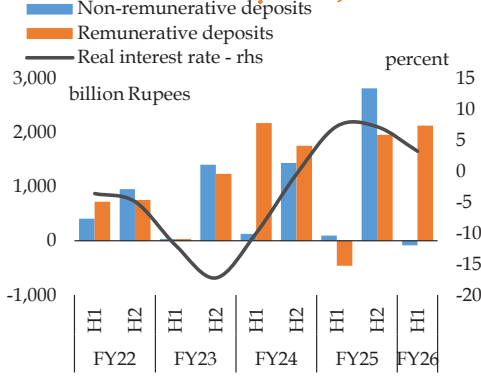 Non-remunerative deposits
Remunerative deposits
Real interest rate - rhs
percent
billion Rupees
3,000
2,000
1,000
0
-1,000
15
10
5
0
-5
-10
-15
-20
H1 H2 H1 H2 H1 H2 H1 H2 H1
FY22 FY23 FY24 FY25 FY26